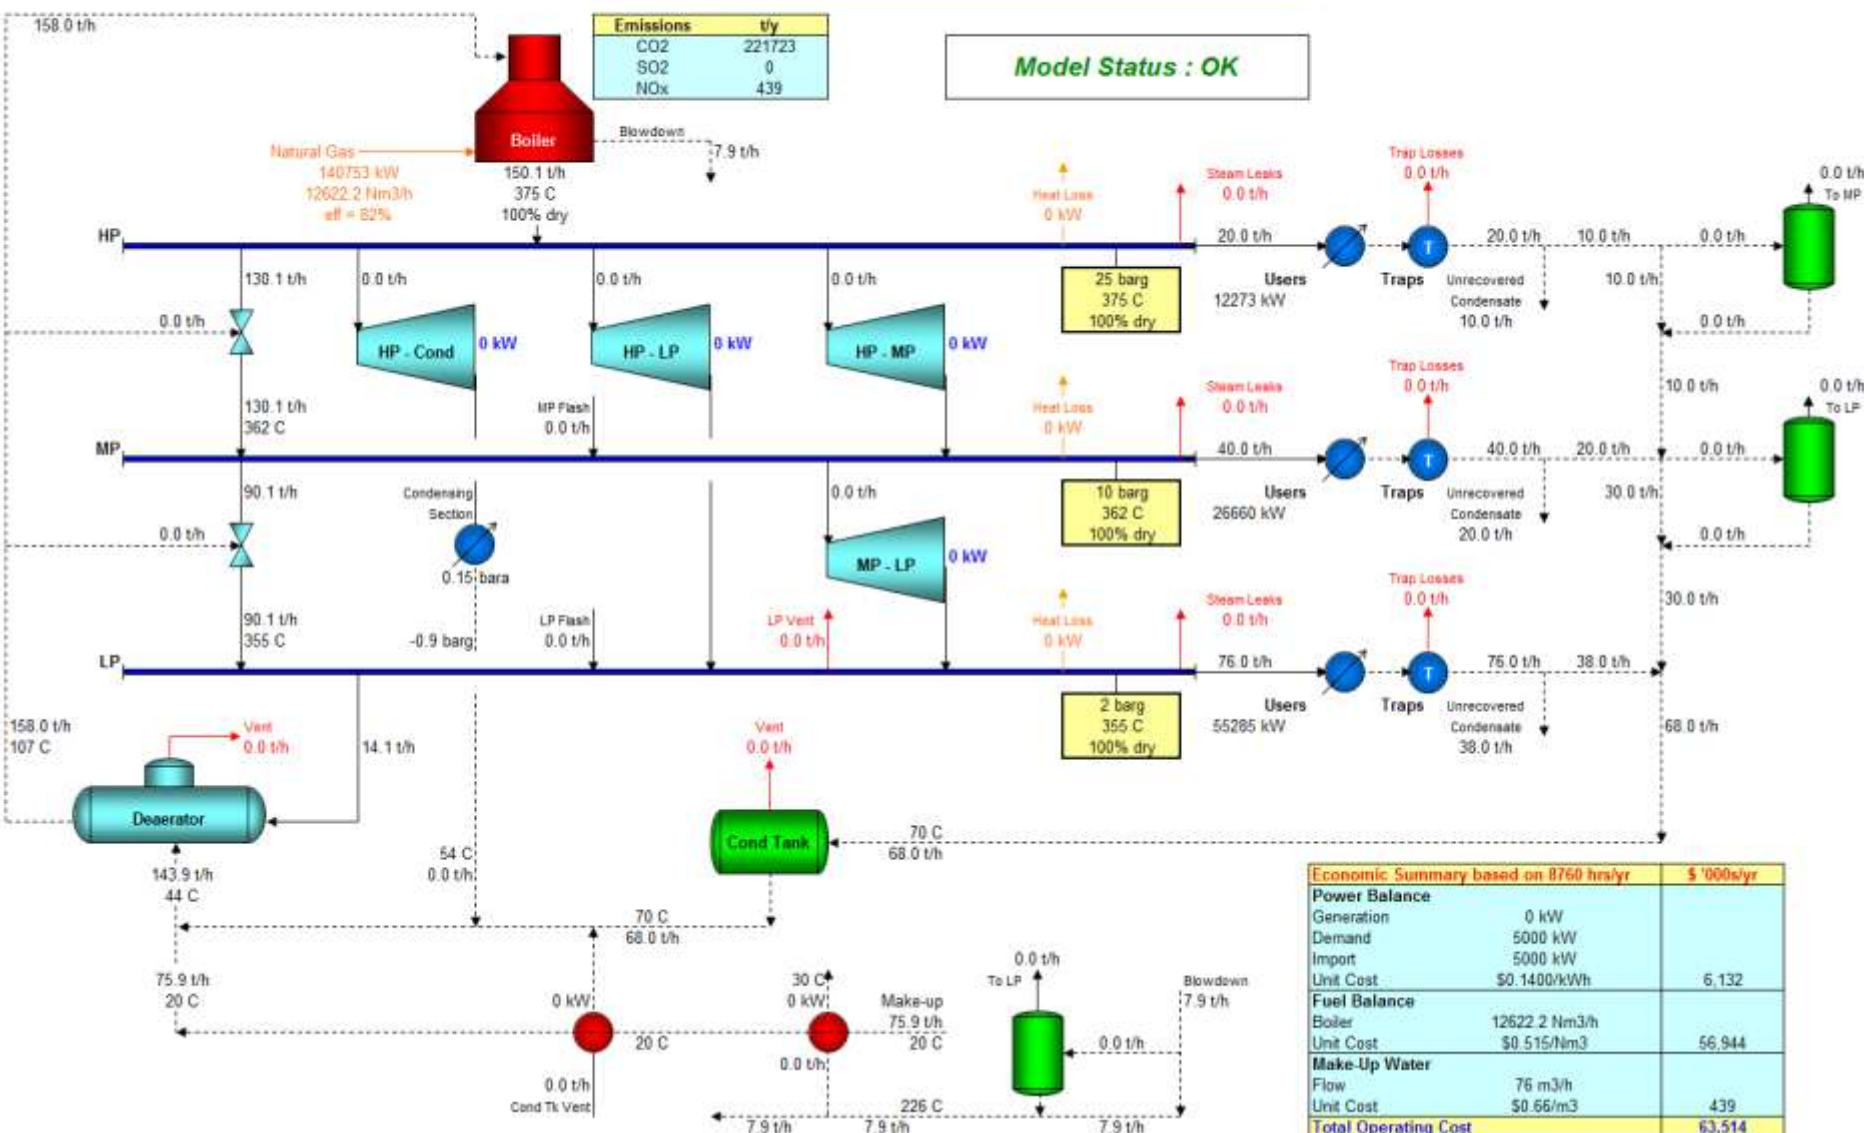 158.0 t/h
Emissions t/y
CO2 221723
SO2 0
NOx 439
Model Status : OK
Boiler
Blowdown
7.9 t/h
Natural Gas
140753 kW
12622.2 Nm3/h
eff = 82%
150.1 t/h
375 C
100% dry
Heat Loss
0 kW
Steam Leaks
0.0 t/h
Trap Losses
0.0 t/h
0.0 t/h
To MP
HP
130.1 t/h
0.0 t/h
0.0 t/h
0.0 t/h
25 barg
375 C
100% dry
20.0 t/h
Users
12273 kW
T
Traps
20.0 t/h
10.0 t/h
0.0 t/h
Unrecovered
Condensate
10.0 t/h
10.0 t/h
0.0 t/h
0.0 t/h
HP - Cond
0 kW
HP - LP
0 kW
HP - MP
0 kW
130.1 t/h
362 C
MP Flash
0.0 t/h
Heat Loss
0 kW
Steam Leaks
0.0 t/h
Trap Losses
0.0 t/h
10.0 t/h
0.0 t/h
To LP
MP
90.1 t/h
Condensing
Section
0.0 t/h
10 barg
362 C
100% dry
40.0 t/h
Users
26660 kW
T
Traps
40.0 t/h
20.0 t/h
0.0 t/h
Unrecovered
Condensate
20.0 t/h
30.0 t/h
0.0 t/h
0.0 t/h
0.15 bara
MP - LP
0 kW
90.1 t/h
355 C
-0.9 barg
LP Flash
0.0 t/h
LP Vent
0.0 t/h
Heat Loss
0 kW
Steam Leaks
0.0 t/h
Trap Losses
0.0 t/h
30.0 t/h
LP
2 barg
355 C
100% dry
76.0 t/h
Users
55285 kW
T
Traps
76.0 t/h
38.0 t/h
Unrecovered
Condensate
38.0 t/h
68.0 t/h
158.0 t/h
107 C
Vent
0.0 t/h
14.1 t/h
Vent
0.0 t/h
Deaerator
Cond Tank
70 C
68.0 t/h
143.9 t/h
44 C
54 C
0.0 t/h
70 C
68.0 t/h
75.9 t/h
20 C
0 kW
20 C
0.0 t/h
Cond Tk Vent
30 C
0 kW
0.0 t/h
Make-up
75.9 t/h
20 C
0.0 t/h
To LP
Blowdown
7.9 t/h
0.0 t/h
226 C
7.9 t/h
7.9 t/h
7.9 t/h
Economic Summary based on 8760 hrs/yr $ '000s/yr
Power Balance
Generation 0 kW
Demand 5000 kW
Import 5000 kW
Unit Cost $0.1400/kWh 6,132
Fuel Balance
Boiler 12622.2 Nm3/h
Unit Cost $0.515/Nm3 56,944
Make-Up Water
Flow 76 m3/h
Unit Cost $0.66/m3 439
Total Operating Cost 63,514